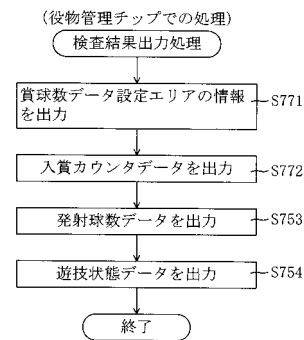 (役物管理チップでの処理)
検査結果出力処理
賞球数データ設定エリアの情報
を出力
S771
入賞カウンタデータを出力
S772
発射球数データを出力
S753
遊技状態データを出力
S754
終了